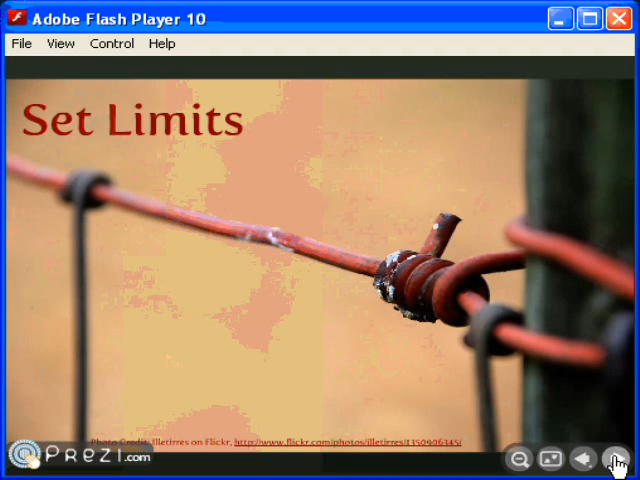 Adobe Flash Player 10
File View Control Help
Set Limits
Photo Credit: Illetirres on Flickr, http://www.flickr.com/photos/illetirres/1350906345/
Prezi.com